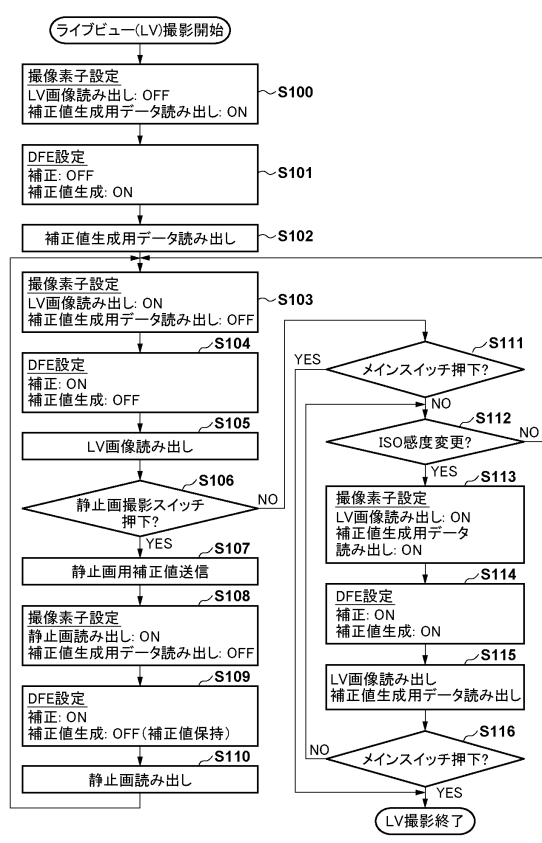 ライブビュー(LV)撮影開始
撮像素子設定
LV画像読み出し: OFF
補正値生成用データ読み出し: ON
S100
DFE設定
補正: OFF
補正値生成: ON
S101
補正値生成用データ読み出し
S102
撮像素子設定
LV画像読み出し: ON
補正値生成用データ読み出し: OFF
S103
S104
DFE設定
補正: ON
補正値生成: OFF
S105
LV画像読み出し
S106
静止画撮影スイッチ
押下?
NO
YES
S107
静止画用補正値送信
S108
撮像素子設定
静止画読み出し: ON
補正値生成用データ読み出し: OFF
S109
DFE設定
補正: ON
補正値生成: OFF(補正値保持)
S110
静止画読み出し
S111
YES
メインスイッチ押下?
NO
S112
ISO感度変更?
NO
YES
S113
撮像素子設定
LV画像読み出し: ON
補正値生成用データ
読み出し: ON
S114
DFE設定
補正: ON
補正値生成: ON
S115
LV画像読み出し
補正値生成用データ読み出し
S116
NO
メインスイッチ押下?
YES
LV撮影終了